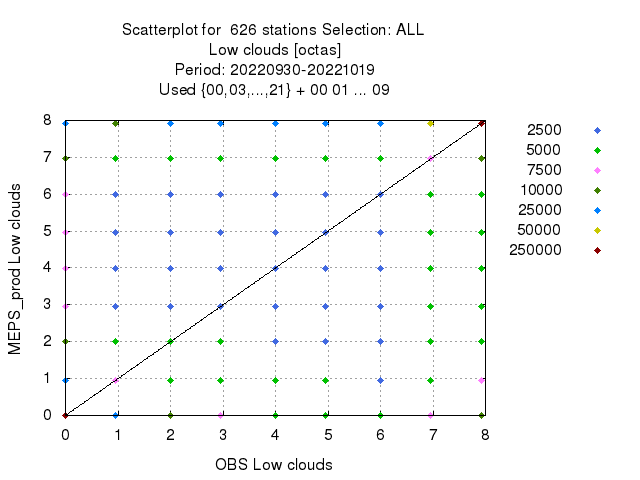 Scatterplot for  626 stations Selection: ALL
Low clouds [octas]
Period: 20220930-20221019
Used {00,03,...,21} + 00 01 ... 09
8
7
6
5
4
3
2
1
0
MEPS_prod Low clouds
0 1 2 3 4 5 6 7 8
OBS Low clouds
2500
5000
7500
10000
25000
50000
250000